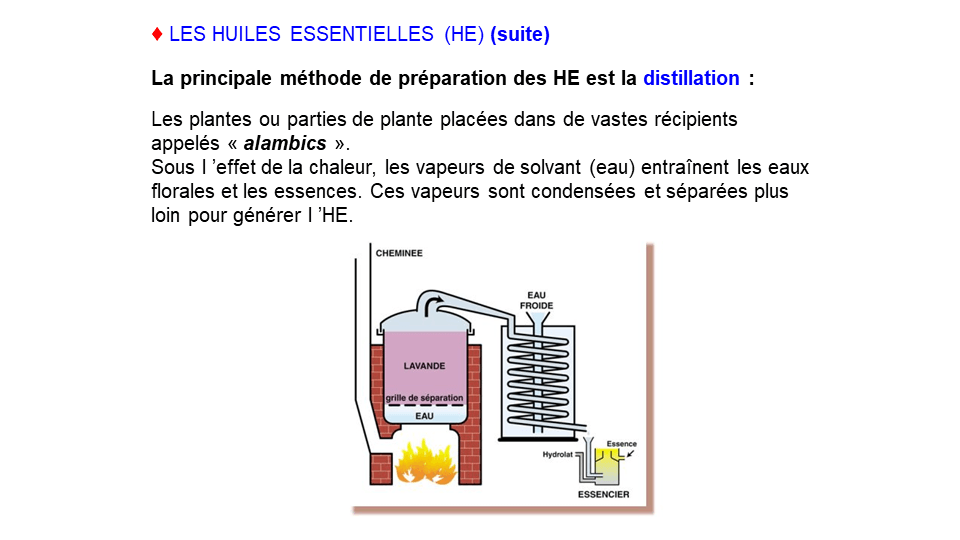 ♦ LES HUILES ESSENTIELLES (HE) (suite)
La principale méthode de préparation des HE est la distillation :
Les plantes ou parties de plante placées dans de vastes récipients
appelés « alambics ».
Sous l ’effet de la chaleur, les vapeurs de solvant (eau) entraînent les eaux
florales et les essences. Ces vapeurs sont condensées et séparées plus
loin pour générer l ’HE.
CHEMINEE
EAU
FROIDE
LAVANDE
grille de séparation
EAU
Essence
Hydrolat
ESSENCIER